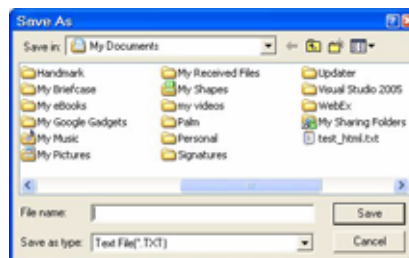 Save As
Save in: My Documents
Handmark
My Briefcase
My eBooks
My Google Gadgets
My Music
My Pictures
My Received Files
My Shapes
my videos
Palm
Personal
Signatures
Updater
Visual Studio 2005
WebEx
My Sharing Folders
test_html.txt
File name:
Save
Save as type: Text File(*.TXT)
Cancel